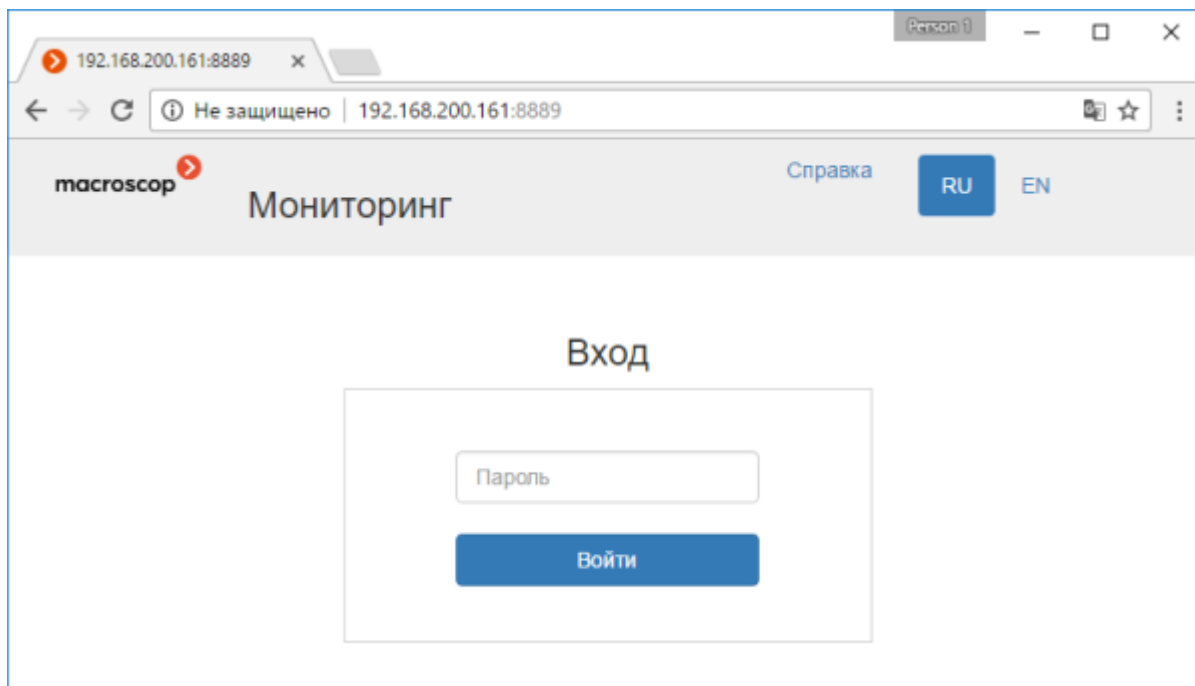 Person 1
192.168.200.161:8889
Не защищено | 192.168.200.161:8889
macroscop
Мониторинг
Справка
RU
EN
Вход
Пароль
Войти